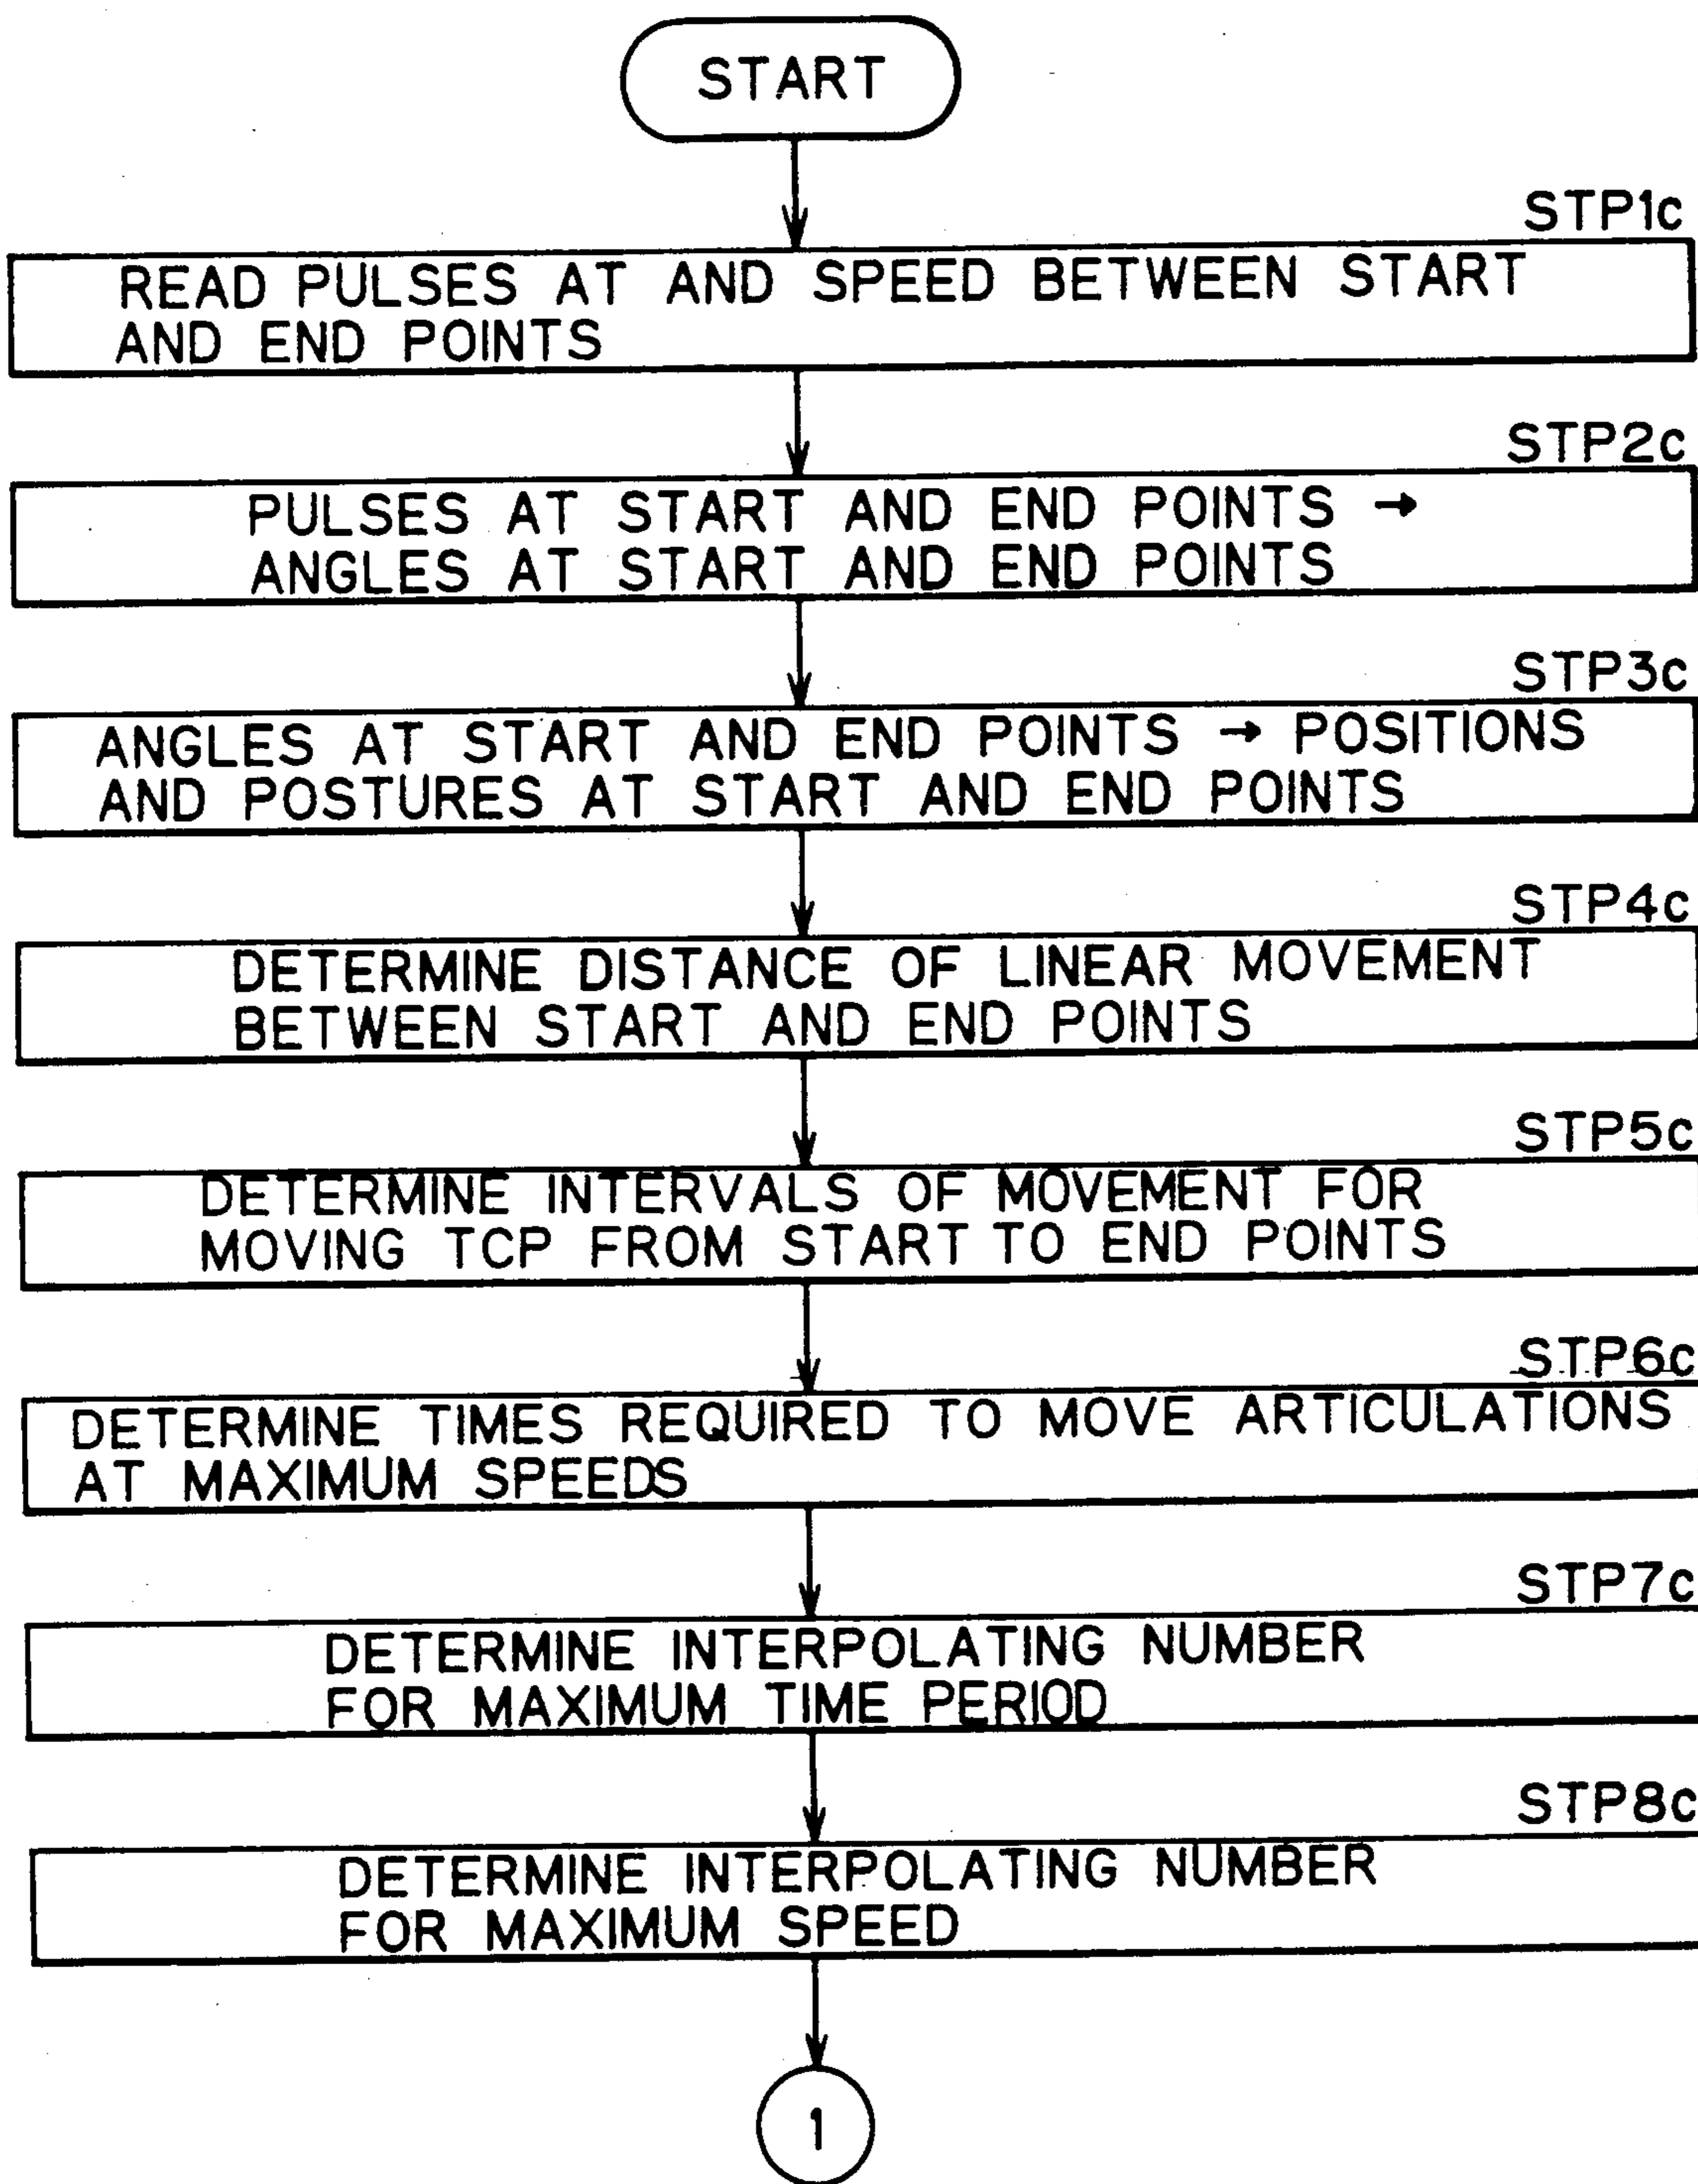 START
STP1c
READ PULSES AT AND SPEED BETWEEN START
AND END POINTS
STP2c
PULSES AT START AND END POINTS →
ANGLES AT START AND END POINTS
STP3c
ANGLES AT START AND END POINTS → POSITIONS
AND POSTURES AT START AND END POINTS
STP4c
DETERMINE DISTANCE OF LINEAR MOVEMENT
BETWEEN START AND END POINTS
STP5c
DETERMINE INTERVALS OF MOVEMENT FOR
MOVING TCP FROM START TO END POINTS
STP6c
DETERMINE TIMES REQUIRED TO MOVE ARTICULATIONS
AT MAXIMUM SPEEDS
STP7c
DETERMINE INTERPOLATING NUMBER
FOR MAXIMUM TIME PERIOD
STP8c
DETERMINE INTERPOLATING NUMBER
FOR MAXIMUM SPEED
1